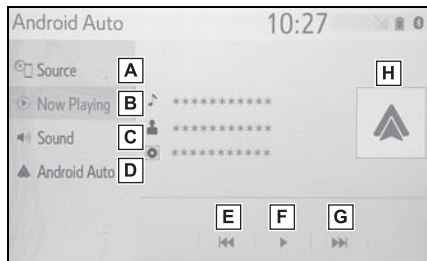 Android Auto 10:27
Source A H
Now Playing B ***********
Sound C ***********
Android Auto D ***********
E F G